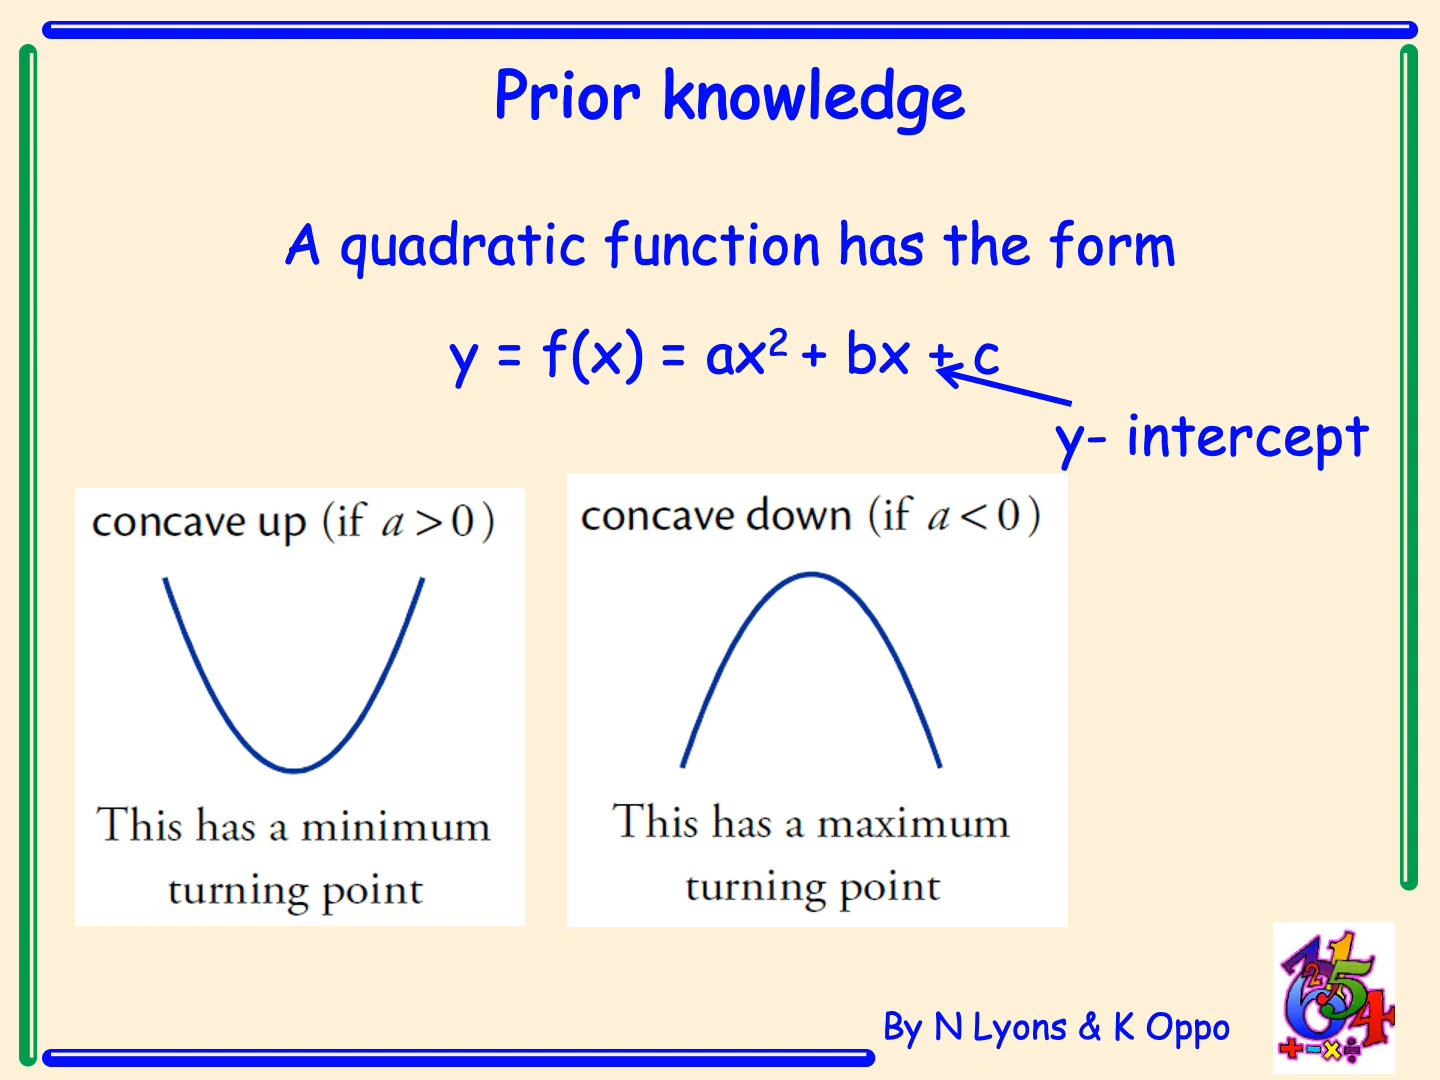 Prior knowledge
A quadratic function has the form
y = f(x) = ax² + bx + c
y- intercept
concave up (if a > 0)
This has a minimum
turning point
concave down (if a < 0)
This has a maximum
turning point
By N Lyons & K Oppo